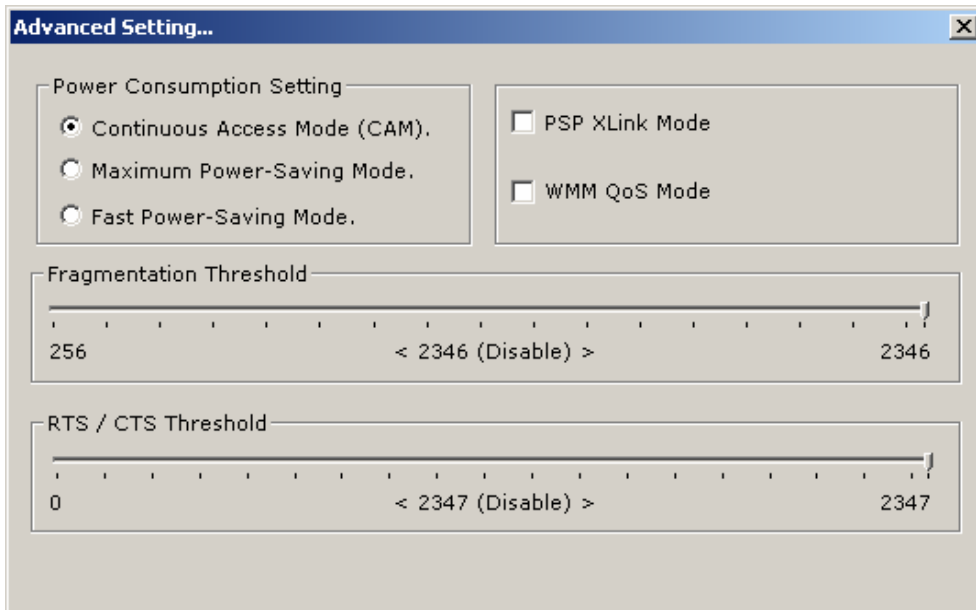 Advanced Setting...
Power Consumption Setting
Continuous Access Mode (CAM).
Maximum Power-Saving Mode.
Fast Power-Saving Mode.
PSP XLink Mode
WMM QoS Mode
Fragmentation Threshold
256 < 2346 (Disable) > 2346
RTS / CTS Threshold
0 < 2347 (Disable) > 2347